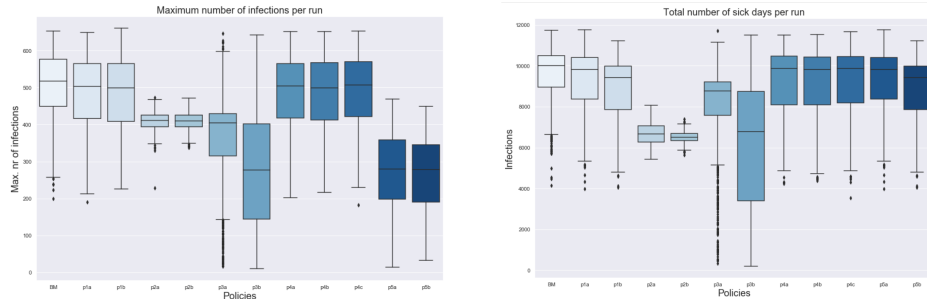 Maximum number of infections per run
Max. nr of infections
600
500
400
300
200
100
0
BM p1a p1b p2a p2b p3a p3b p4a p4b p4c p5a p5b
Policies
Total number of sick days per run
Infections
12000
10000
8000
6000
4000
2000
0
BM p1a p1b p2a p2b p3a p3b p4a p4b p4c p5a p5b
Policies